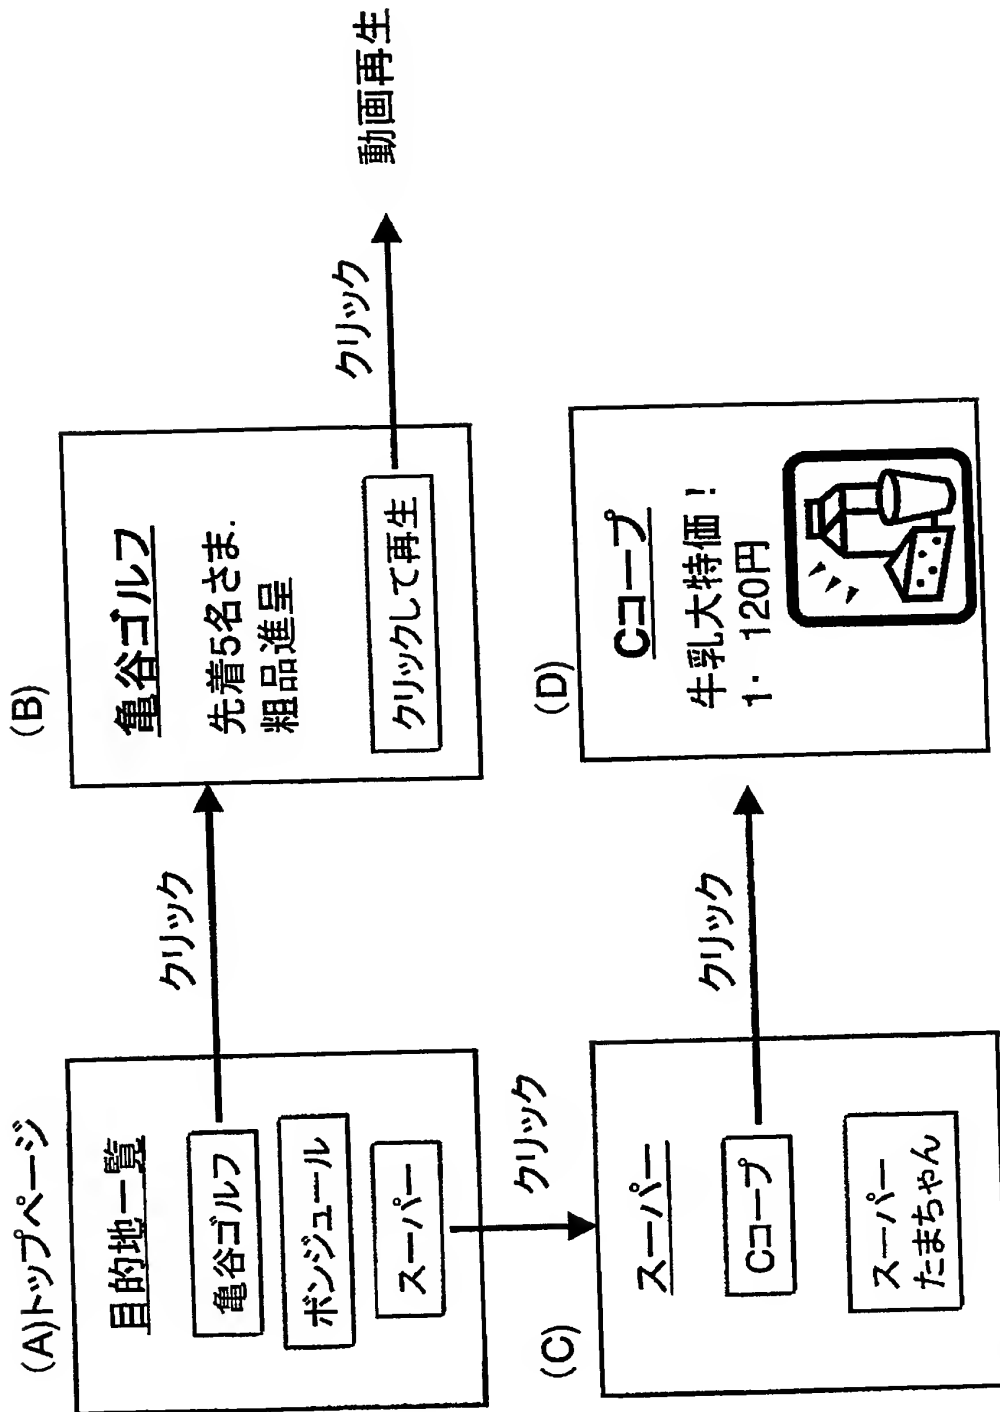 (A)トップページ
目的地一覧
亀谷ゴルフ
ボンジュール
スーパー
クリック
(B)
亀谷ゴルフ
先着5名さま.
粗品進呈
クリックして再生
クリック
動画再生
クリック
(C)
スーパー
Cコープ
スーパー
たまちゃん
クリック
(D)
Cコープ
牛乳大特価!
1・ 120円